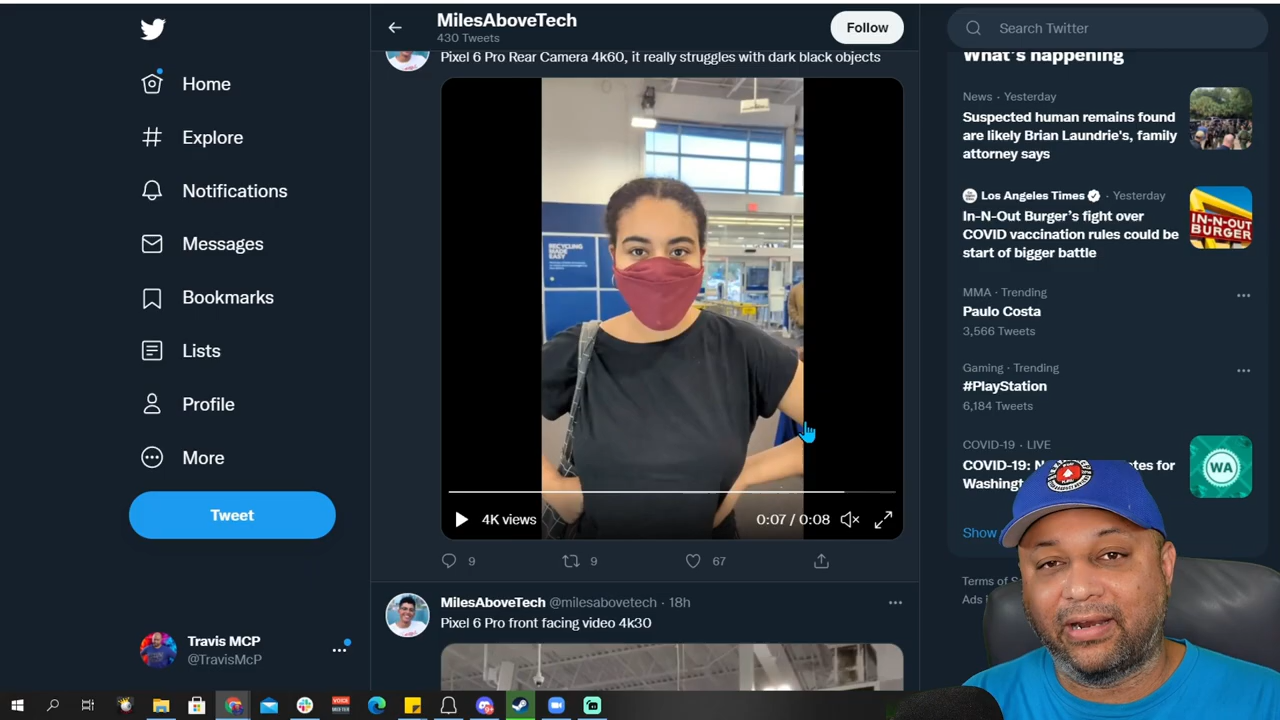 MilesAboveTech
430 Tweets
Follow
Search Twitter
Home
Explore
Notifications
Messages
Bookmarks
Lists
Profile
More
Tweet
Travis MCP
@TravisMcP
Pixel 6 Pro Rear Camera 4k60, it really struggles with dark black objects
RECYCLING
MADE
EASY
4K views
0:07 / 0:08
9
9
67
MilesAboveTech @milesabovetech · 18h
Pixel 6 Pro front facing video 4k30
What's happening
News · Yesterday
Suspected human remains found
are likely Brian Laundrie's, family
attorney says
Los Angeles Times · Yesterday
In-N-Out Burger's fight over
COVID vaccination rules could be
start of bigger battle
IN-N-OUT
BURGER
MMA · Trending
Paulo Costa
3,566 Tweets
Gaming · Trending
#PlayStation
6,184 Tweets
COVID-19 · LIVE
COVID-19: tes for
Washingt
WA
Show
Terms of
Ads